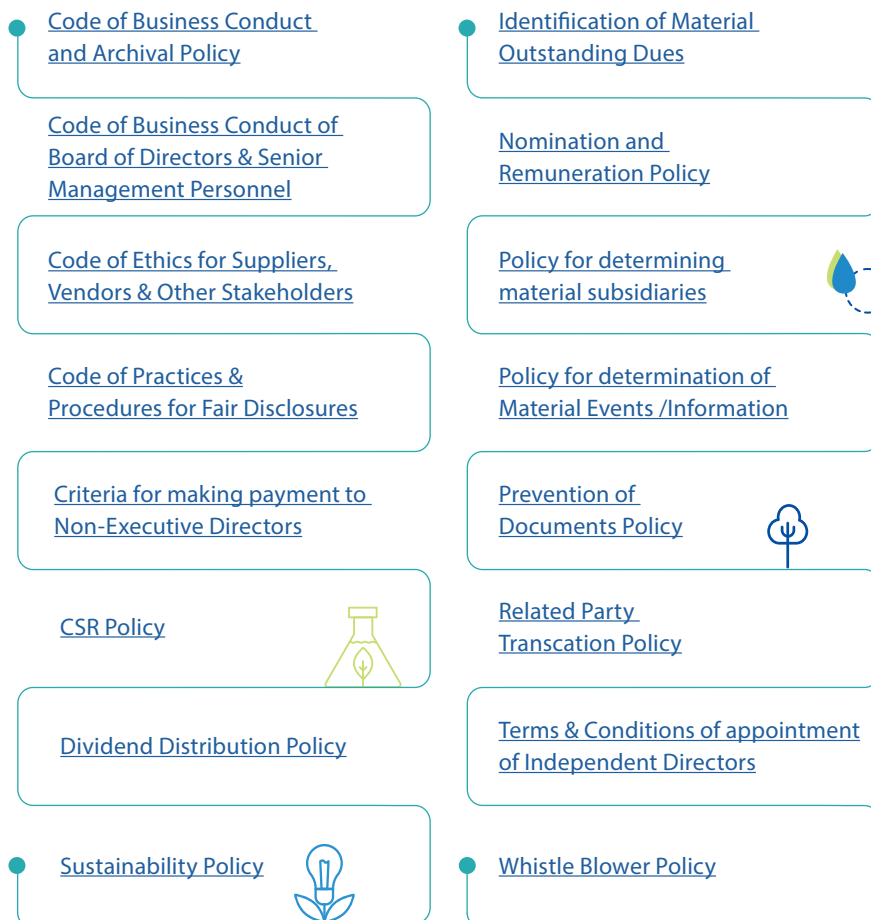 Code of Business Conduct
and Archival Policy
Code of Business Conduct of
Board of Directors & Senior
Management Personnel
Code of Ethics for Suppliers,
Vendors & Other Stakeholders
Code of Practices &
Procedures for Fair Disclosures
Criteria for making payment to
Non-Executive Directors
CSR Policy
Dividend Distribution Policy
Sustainability Policy
Identifiication of Material
Outstanding Dues
Nomination and
Remuneration Policy
Policy for determining
material subsidiaries
Policy for determination of
Material Events /Information
Prevention of
Documents Policy
Related Party
Transcation Policy
Terms & Conditions of appointment
of Independent Directors
Whistle Blower Policy